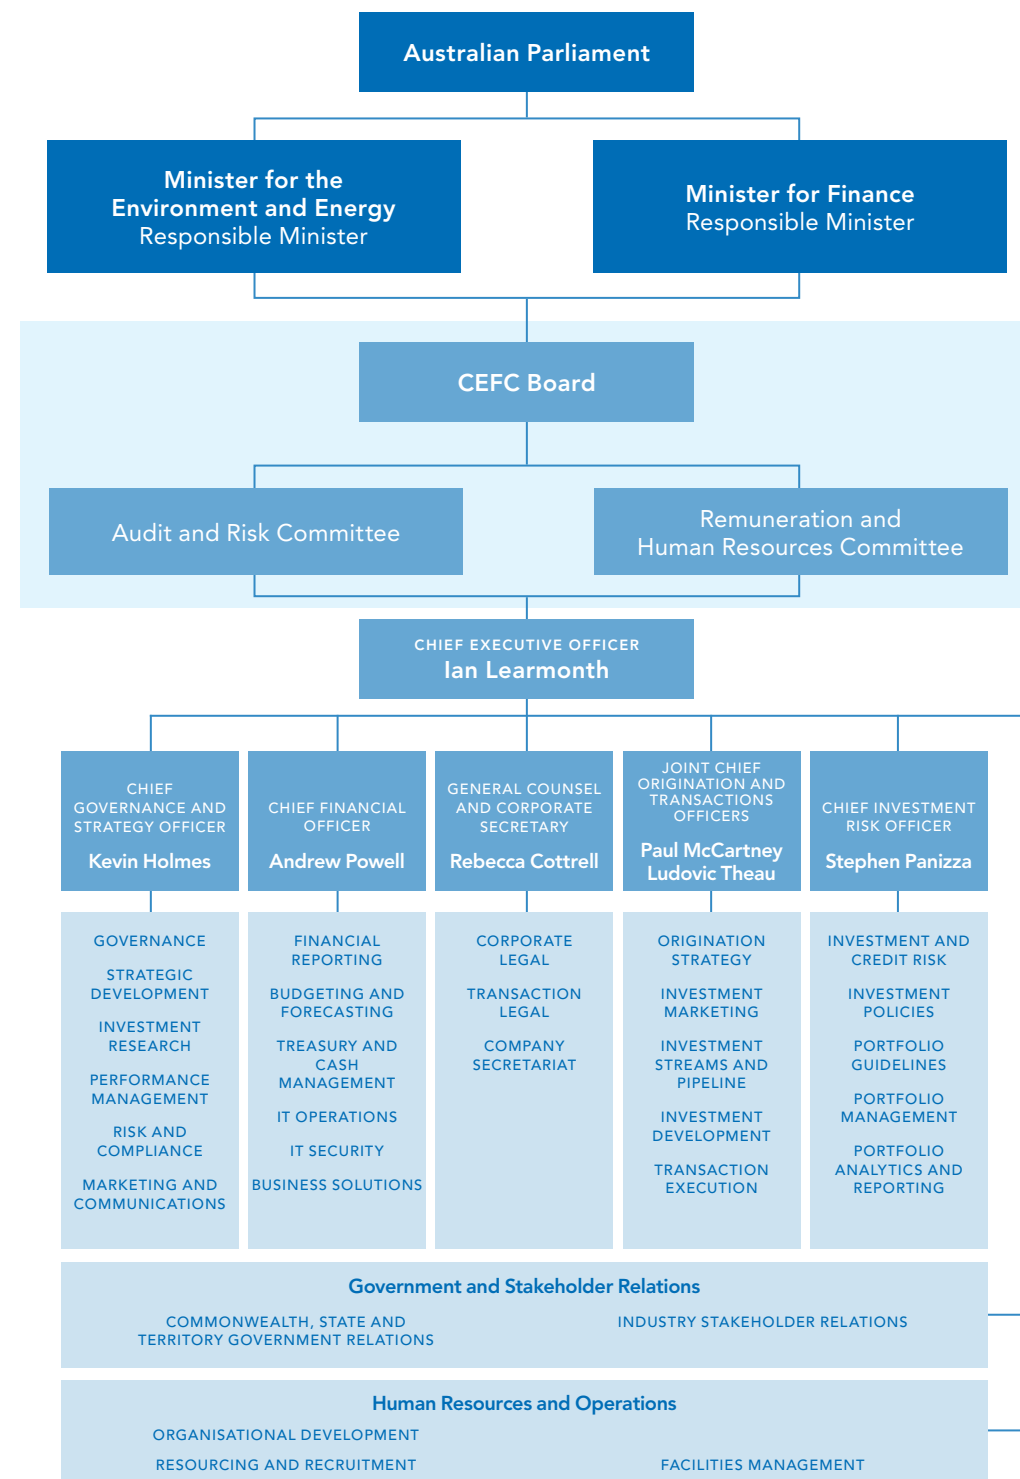 Australian Parliament
Minister for the
Environment and Energy
Responsible Minister
Minister for Finance
Responsible Minister
CEFC Board
Audit and Risk Committee
Remuneration and
Human Resources Committee
CHIEF EXECUTIVE OFFICER
Ian Learmonth
CHIEF
GOVERNANCE AND
STRATEGY OFFICER
Kevin Holmes
CHIEF FINANCIAL
OFFICER
Andrew Powell
GENERAL COUNSEL
AND CORPORATE
SECRETARY
Rebecca Cottrell
JOINT CHIEF
ORIGINATION AND
TRANSACTIONS
OFFICERS
Paul McCartney
Ludovic Theau
CHIEF INVESTMENT
RISK OFFICER
Stephen Panizza
GOVERNANCE
STRATEGIC
DEVELOPMENT
INVESTMENT
RESEARCH
PERFORMANCE
MANAGEMENT
RISK AND
COMPLIANCE
MARKETING AND
COMMUNICATIONS
FINANCIAL
REPORTING
BUDGETING AND
FORECASTING
TREASURY AND
CASH
MANAGEMENT
IT OPERATIONS
IT SECURITY
BUSINESS SOLUTIONS
CORPORATE
LEGAL
TRANSACTION
LEGAL
COMPANY
SECRETARIAT
ORIGINATION
STRATEGY
INVESTMENT
MARKETING
INVESTMENT
STREAMS AND
PIPELINE
INVESTMENT
DEVELOPMENT
TRANSACTION
EXECUTION
INVESTMENT AND
CREDIT RISK
INVESTMENT
POLICIES
PORTFOLIO
GUIDELINES
PORTFOLIO
MANAGEMENT
PORTFOLIO
ANALYTICS AND
REPORTING
Government and Stakeholder Relations
COMMONWEALTH, STATE AND
TERRITORY GOVERNMENT RELATIONS
INDUSTRY STAKEHOLDER RELATIONS
Human Resources and Operations
ORGANISATIONAL DEVELOPMENT
RESOURCING AND RECRUITMENT
FACILITIES MANAGEMENT